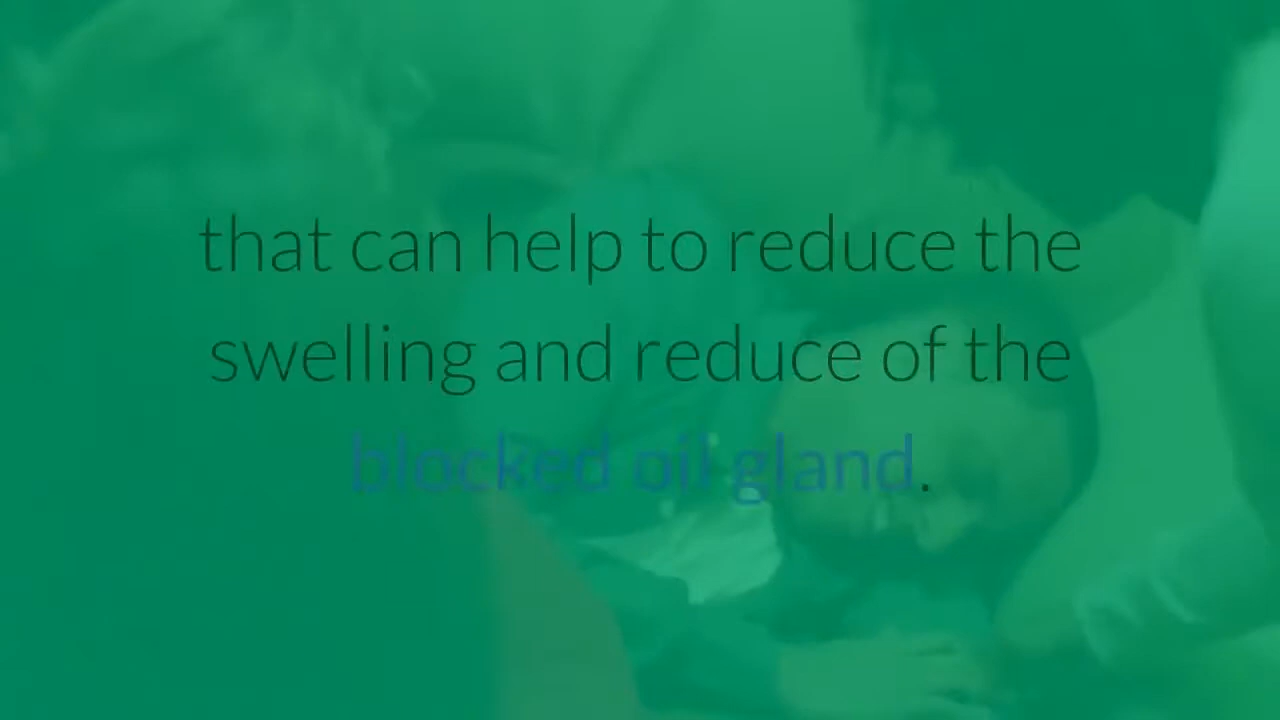 that can help to reduce the
swelling and reduce of the
blocked oil gland.